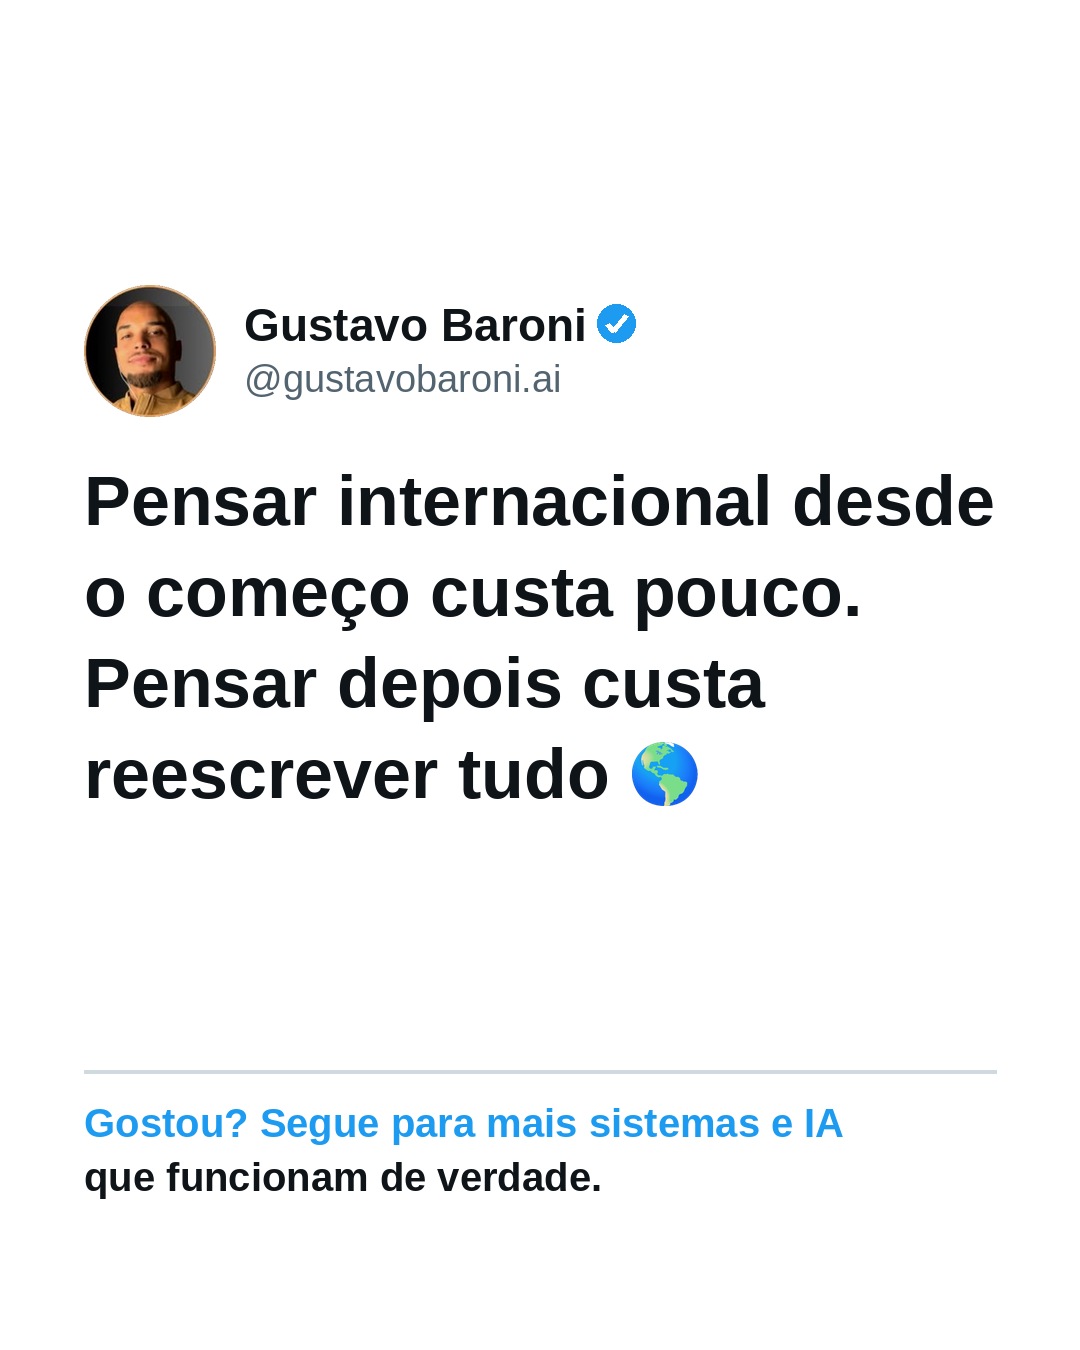 Gustavo Baroni
@gustavobaroni.ai
Pensar internacional desde
o começo custa pouco.
Pensar depois custa
reescrever tudo 🌎
Gostou? Segue para mais sistemas e IA
que funcionam de verdade.